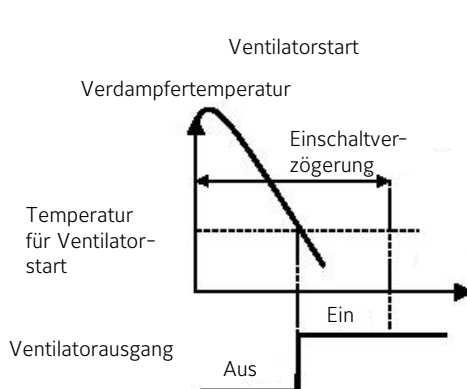 Ventilatorstart
Verdampfertemperatur
Einschaltver-
zögerung
Temperatur
für Ventilator-
start
Ein
Ventilatorausgang
Aus